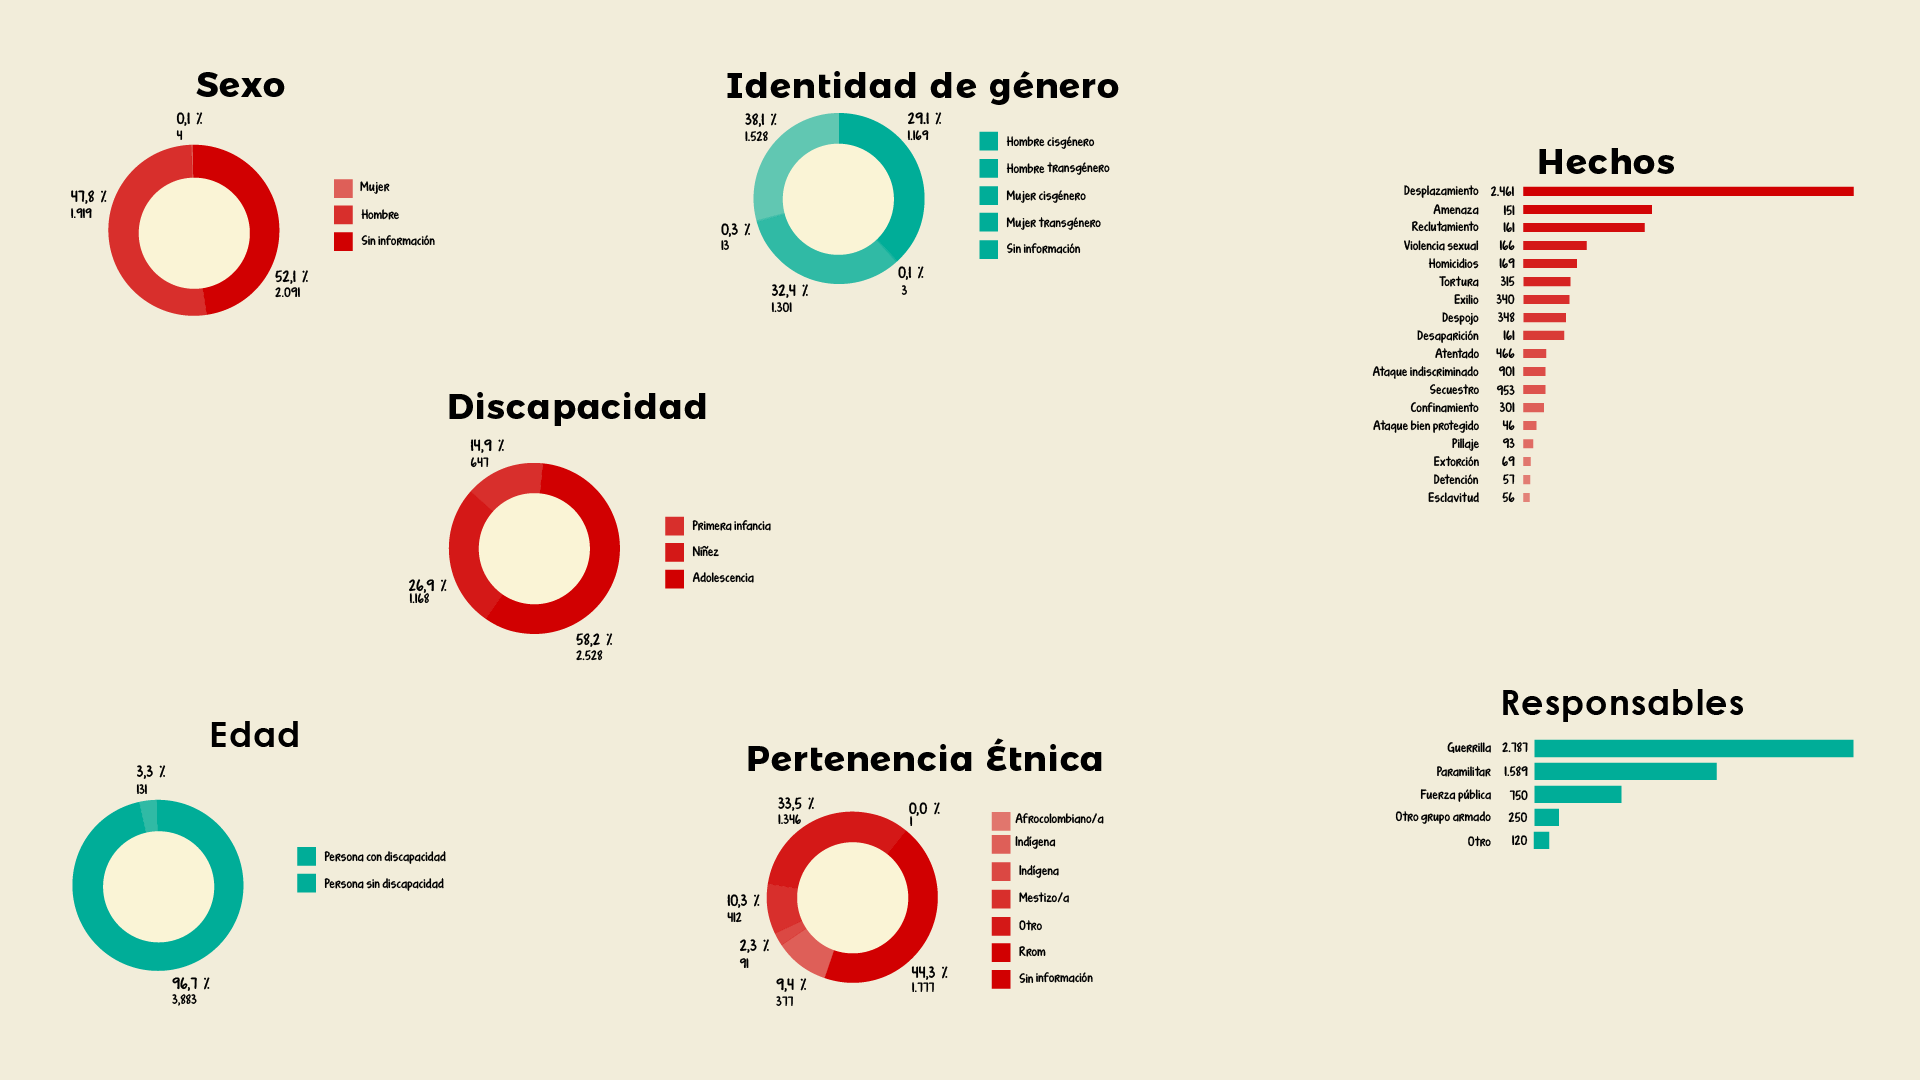 Sexo
0,1 %
4
47,8 %
1.919
52,1 %
2.091
Mujer
Hombre
Sin información
Identidad de género
38,1 %
1.528
29.1 %
1.169
0,3 %
13
0,1 %
3
32,4 %
1.301
Hombre cisgénero
Hombre transgénero
Mujer cisgénero
Mujer transgénero
Sin información
Hechos
Desplazamiento 2.461
Amenaza 151
Reclutamiento 161
Violencia sexual 166
Homicidios 169
Tortura 315
Exilio 340
Despojo 348
Desaparición 161
Atentado 466
Ataque indiscriminado 901
Secuestro 953
Confinamiento 301
Ataque bien protegido 46
Pillaje 93
Extorción 69
Detención 57
Esclavitud 56
Discapacidad
14,9 %
647
26,9 %
1.168
58,2 %
2.528
Primera infancia
Niñez
Adolescencia
Edad
3,3 %
131
96,7 %
3,883
Persona con discapacidad
Persona sin discapacidad
Pertenencia Étnica
33,5 %
1.346
0,0 %
1
10,3 %
412
2,3 %
91
9,4 %
377
44,3 %
1.777
Afrocolombiano/a
Indígena
Indígena
Mestizo/a
Otro
Rrom
Sin información
Responsables
Guerrilla 2.787
Paramilitar 1.589
Fuerza pública 750
Otro grupo armado 250
Otro 120